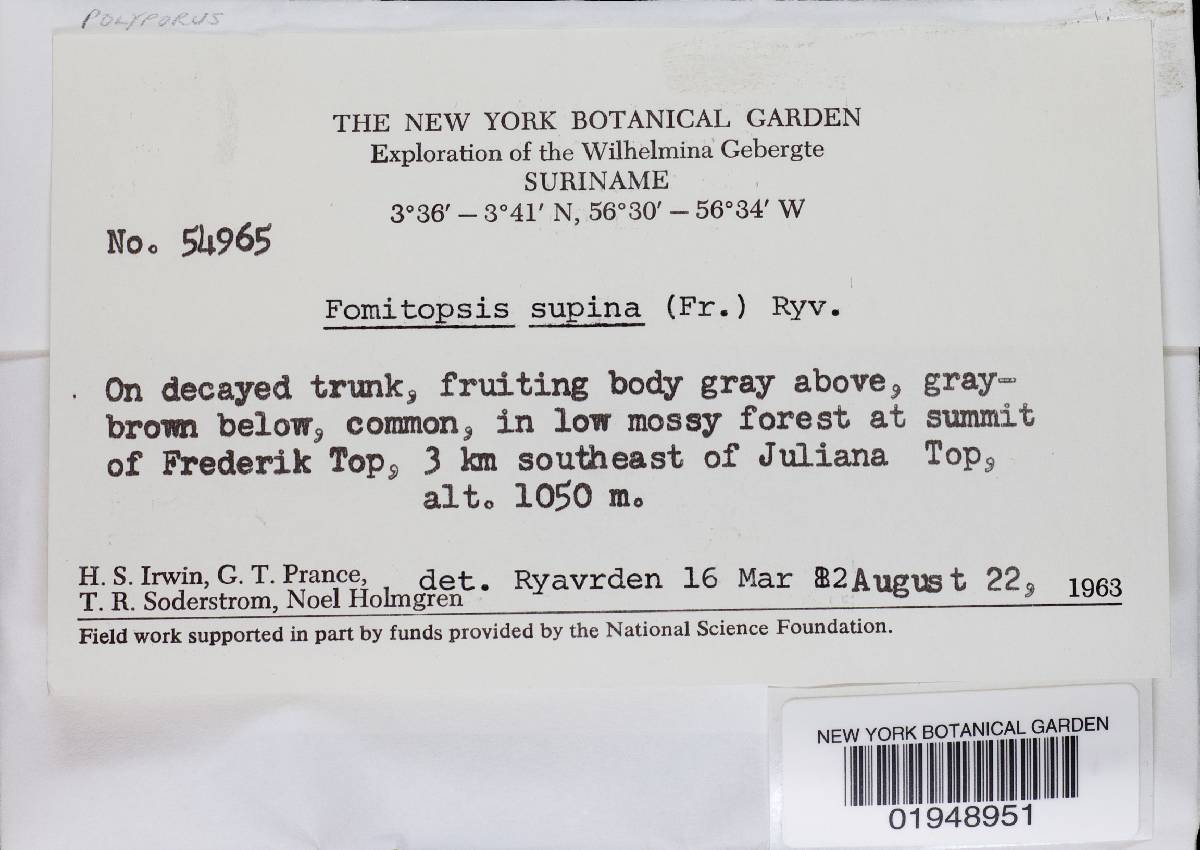 POLYPORUS
THE NEW YORK BOTANICAL GARDEN
Exploration of the Wilhelmina Gebergte
SURINAME
3°36′ – 3°41′ N, 56°30′ – 56°34′ W
No. 54965
Fomitopsis supina (Fr.) Ryv.
On decayed trunk, fruiting body gray above, gray-
brown below, common, in low mossy forest at summit
of Frederik Top, 3 km southeast of Juliana Top,
alt. 1050 m.
H. S. Irwin, G. T. Prance,
T. R. Soderstrom, Noel Holmgren
det. Ryavrden 16 Mar 82 August 22, 1963
Field work supported in part by funds provided by the National Science Foundation.
NEW YORK BOTANICAL GARDEN
01948951